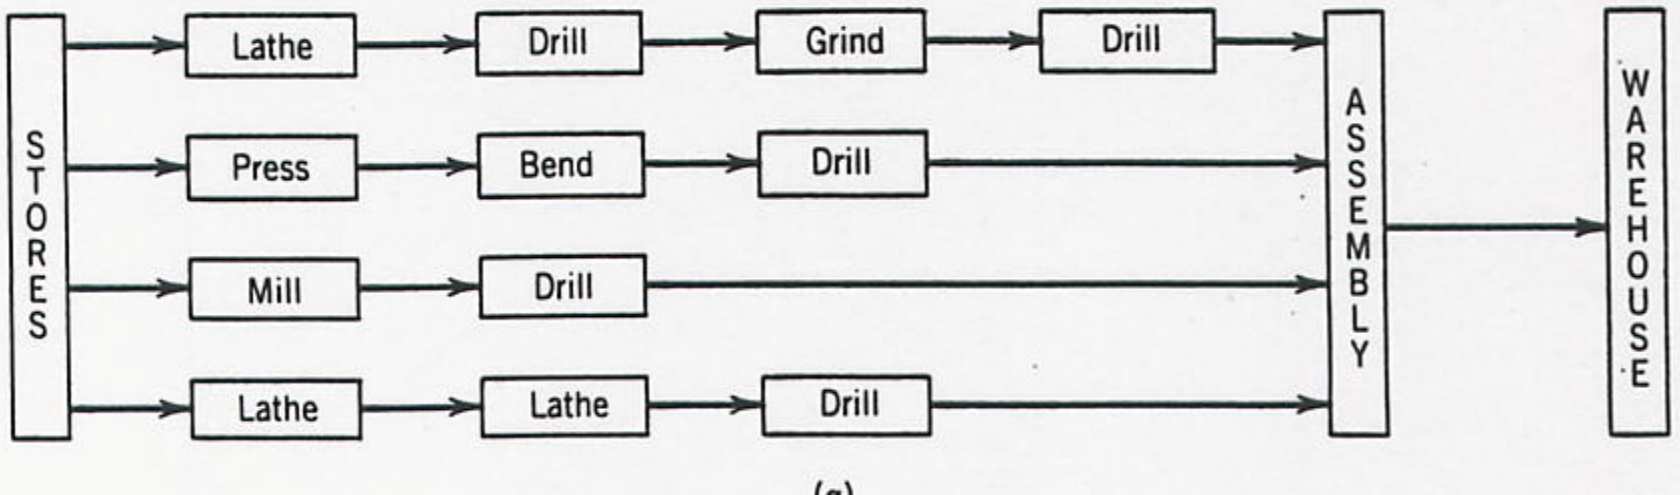 STORES
Lathe Drill Grind Drill
Press Bend Drill
Mill Drill
Lathe Lathe Drill
ASSEMBLY
WAREHOUSE